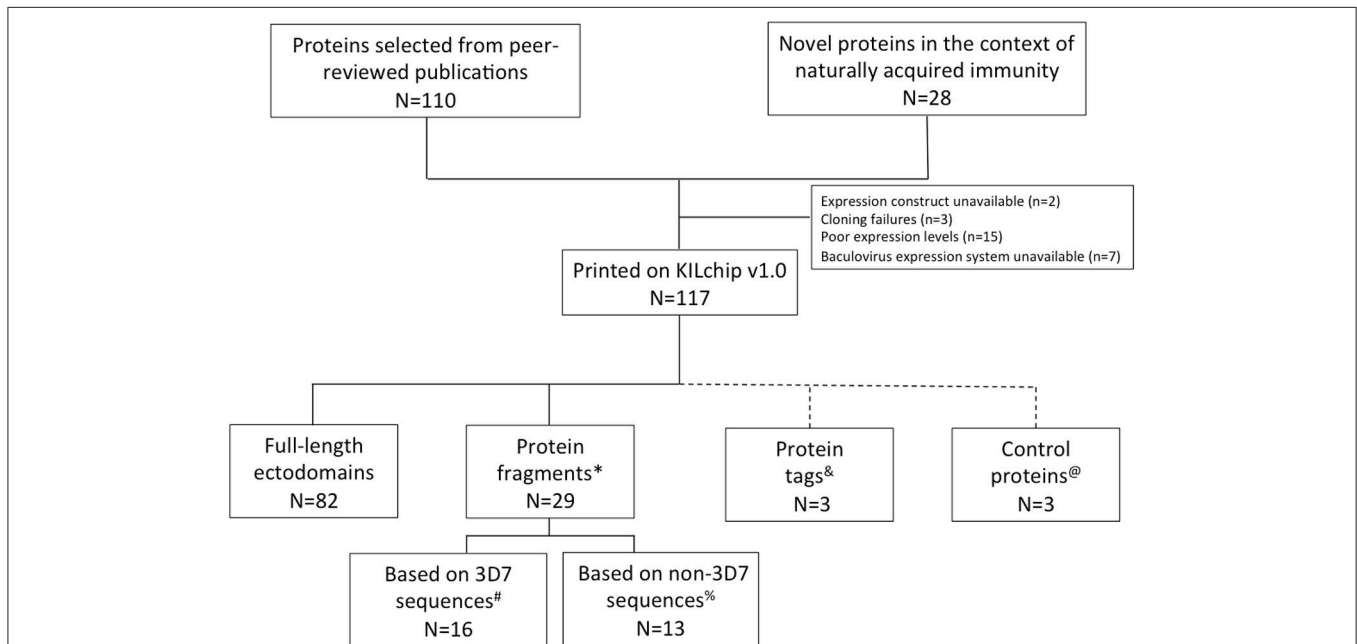 Proteins selected from peer-
reviewed publications
N=110
Novel proteins in the context of
naturally acquired immunity
N=28
Expression construct unavailable (n=2)
Cloning failures (n=3)
Poor expression levels (n=15)
Baculovirus expression system unavailable (n=7)
Printed on KILchip v1.0
N=117
Full-length
ectodomains
N=82
Protein
fragments*
N=29
Protein
tags&
N=3
Control
proteins@
N=3
Based on 3D7
sequences#
N=16
Based on non-3D7
sequences%
N=13